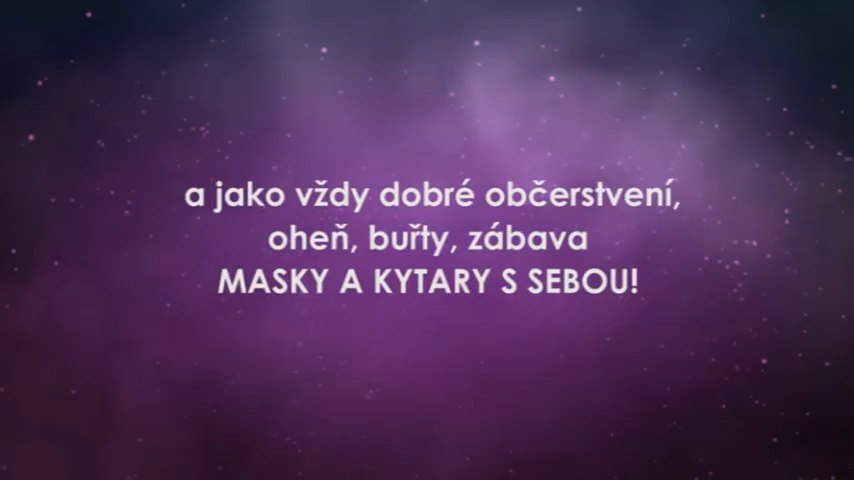 a jako vždy dobré občerstvení,
oheň, buřty, zábava
MASKY A KYTARY S SEBOU!